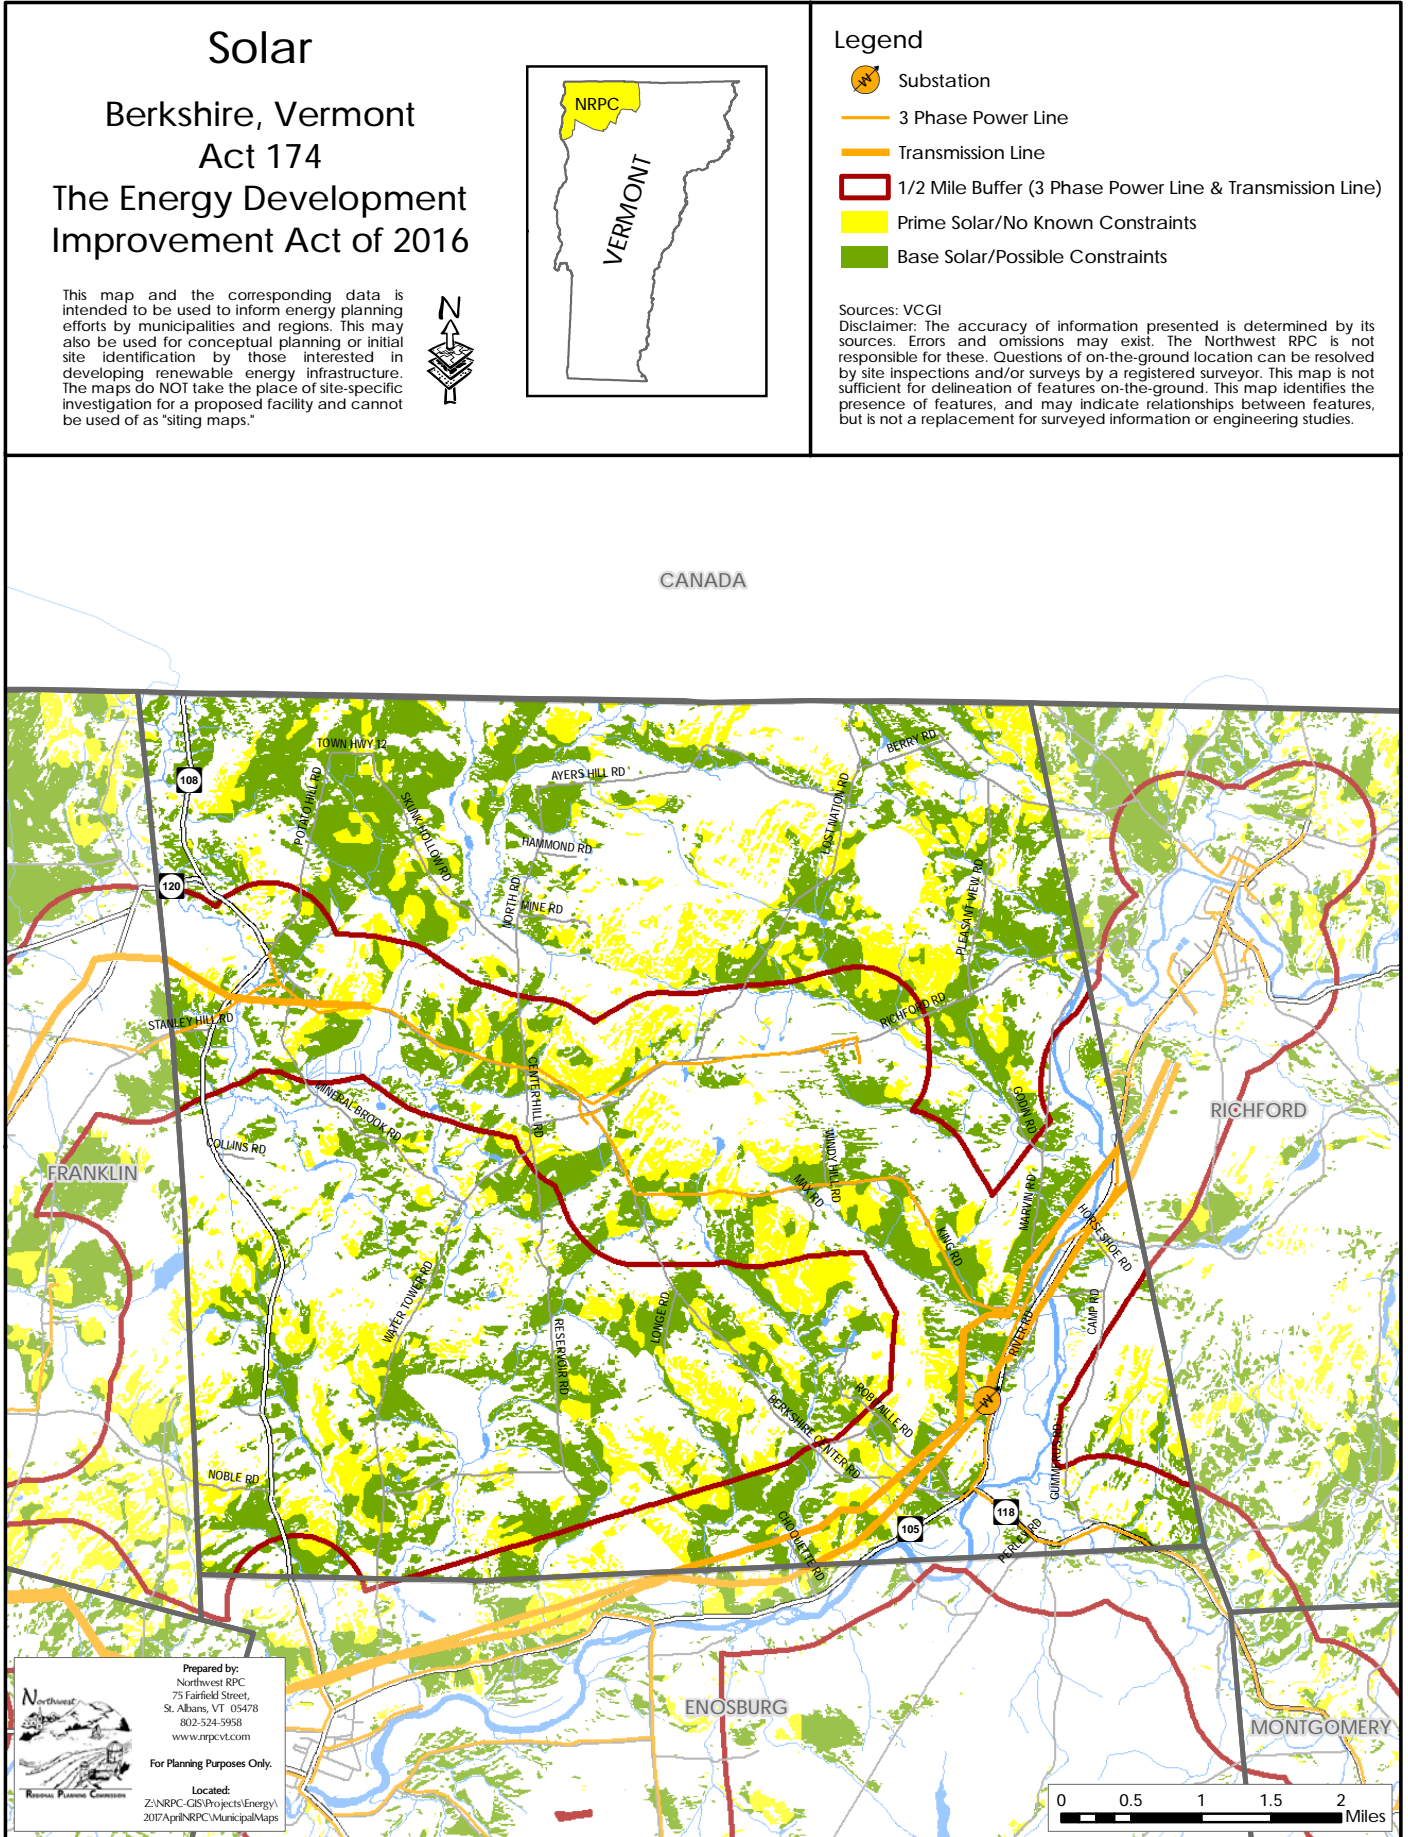 Solar
Berkshire, Vermont
Act 174
The Energy Development
Improvement Act of 2016
This map and the corresponding data is
intended to be used to inform energy planning
efforts by municipalities and regions. This may
also be used for conceptual planning or initial
site identification by those interested in
developing renewable energy infrastructure.
The maps do NOT take the place of site-specific
investigation for a proposed facility and cannot
be used of as "siting maps."
N
NRPC
VERMONT
Legend
W
Substation
3 Phase Power Line
Transmission Line
1/2 Mile Buffer (3 Phase Power Line & Transmission Line)
Prime Solar/No Known Constraints
Base Solar/Possible Constraints
Sources: VCGI
Disclaimer: The accuracy of information presented is determined by its
sources. Errors and omissions may exist. The Northwest RPC is not
responsible for these. Questions of on-the-ground location can be resolved
by site inspections and/or surveys by a registered surveyor. This map is not
sufficient for delineation of features on-the-ground. This map identifies the
presence of features, and may indicate relationships between features,
but is not a replacement for surveyed information or engineering studies.
CANADA
TOWN HWY 12
BERRY RD
108
AYERS HILL RD
POTATO HILL RD
SKUNK HOLLOW RD
LOST NATION RD
HAMMOND RD
120
NORTH RD
MINE RD
PLEASANT VIEW RD
RICHFORD RD
STANLEY HILL RD
CENTER HILL RD
MINERAL BROOK RD
GODIN RD
RICHFORD
COLLINS RD
FRANKLIN
WINDY HILL RD
MAX RD
MARVIN RD
HORSESHOE RD
KING RD
WATER TOWER RD
LONGE RD
RESERVOIR RD
CAMP RD
RIVER RD
W
ROBITAILLE RD
BERKSHIRE CENTER RD
GUMMERUS RD
NOBLE RD
118
105
CHOQUETTE RD
PERLEY RD
ENOSBURG
MONTGOMERY
Northwest
REGIONAL PLANNING COMMISSION
Prepared by:
Northwest RPC
75 Fairfield Street,
St. Albans, VT 05478
802-524-5958
www.nrpcvt.com
For Planning Purposes Only.
Located:
Z:\NRPC-GIS\Projects\Energy\
2017AprilNRPC\MunicipalMaps
0 0.5 1 1.5 2
Miles